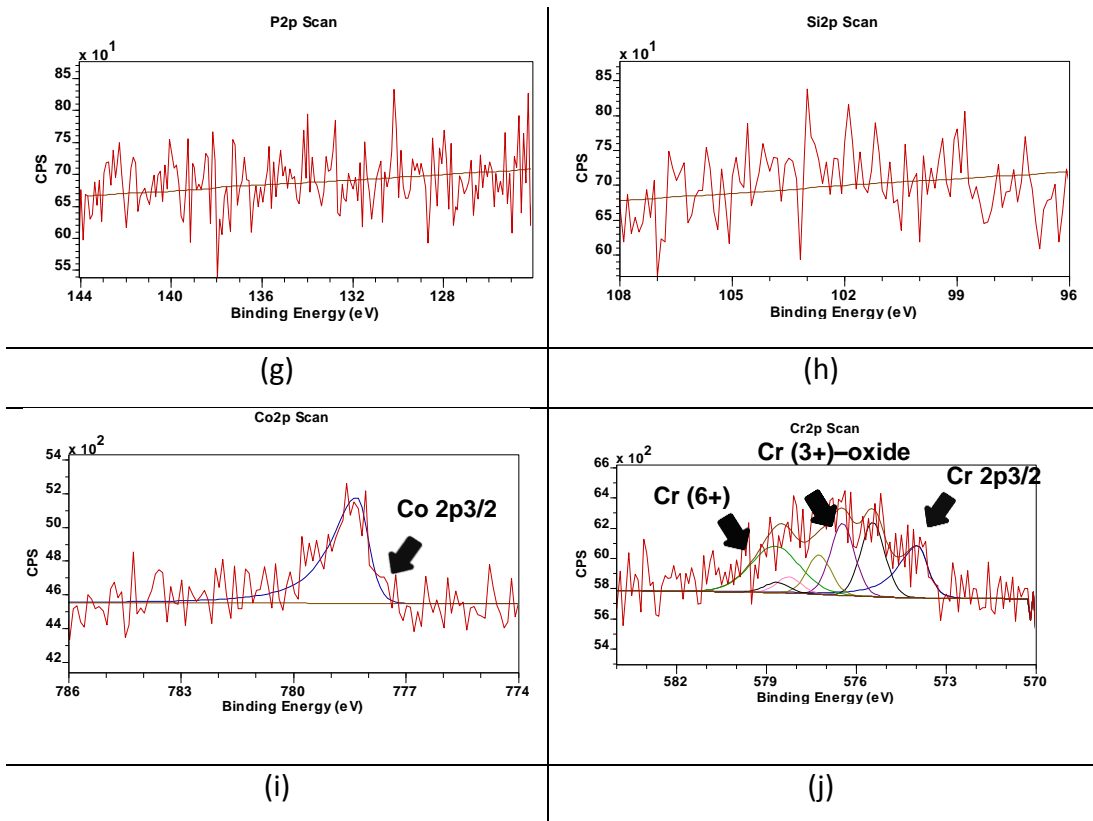 P2p Scan
x 10^1
85
80
75
70
65
60
55
CPS
144 140 136 132 128
Binding Energy (eV)
(g)
Si2p Scan
x 10^1
85
80
75
70
65
60
CPS
108 105 102 99 96
Binding Energy (eV)
(h)
Co2p Scan
x 10^2
54
52
50
48
46
44
42
CPS
Co 2p3/2
786 783 780 777 774
Binding Energy (eV)
(i)
Cr2p Scan
x 10^2
66
64
62
60
58
56
54
CPS
Cr (3+)–oxide
Cr (6+)
Cr 2p3/2
582 579 576 573 570
Binding Energy (eV)
(j)